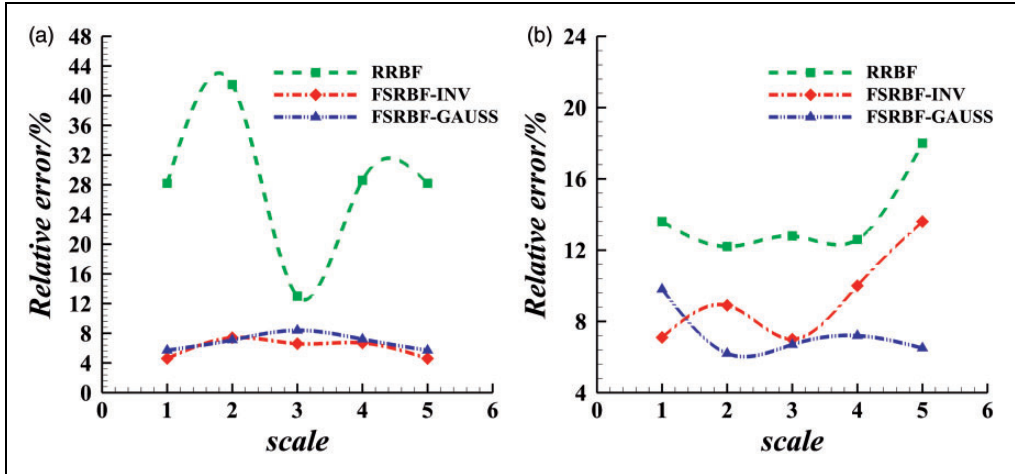 (a)
Relative error/%
48
44
40
36
32
28
24
20
16
12
8
4
0
0 1 2 3 4 5 6
scale
RRBF
FSRBF-INV
FSRBF-GAUSS
(b)
Relative error/%
24
20
16
12
8
4
0 1 2 3 4 5 6
scale
RRBF
FSRBF-INV
FSRBF-GAUSS